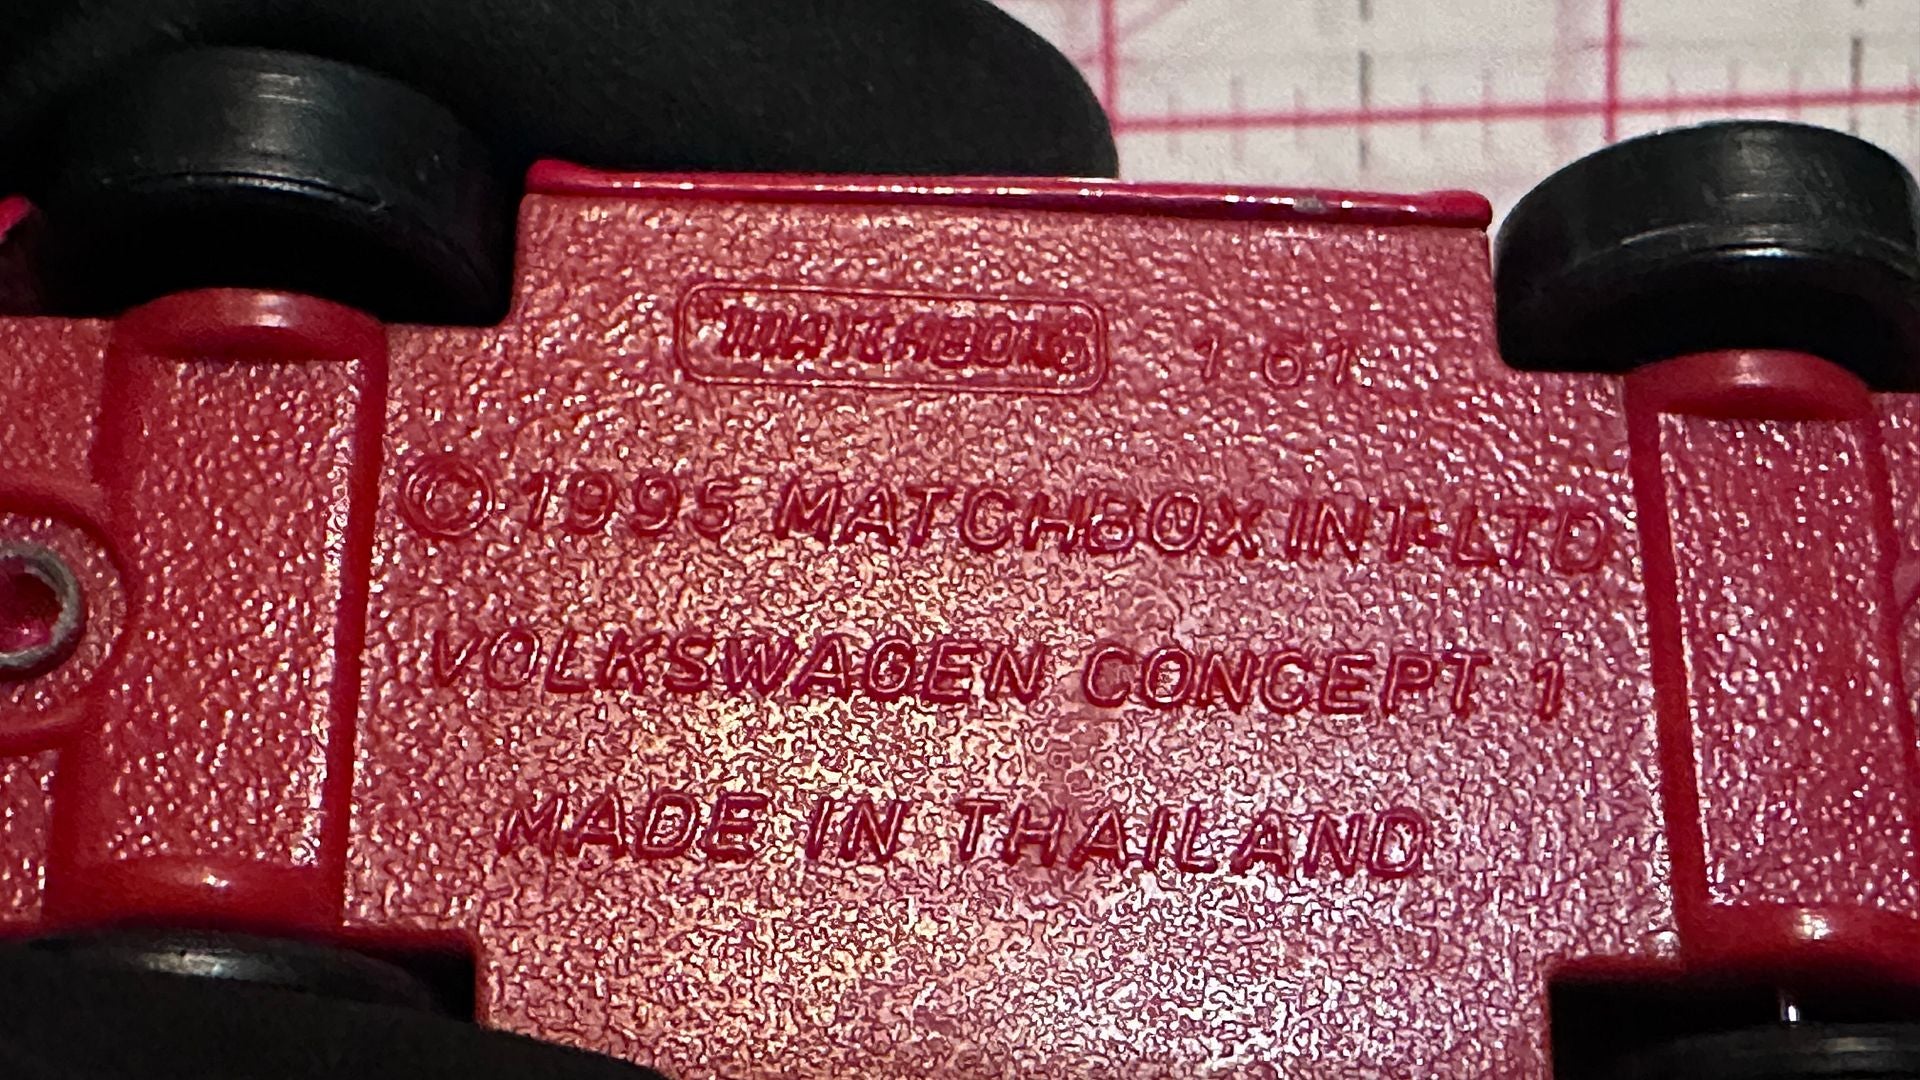 "MATCHBOX" 1:61
© 1995 MATCHBOX INT'L LTD
VOLKSWAGEN CONCEPT 1
MADE IN THAILAND